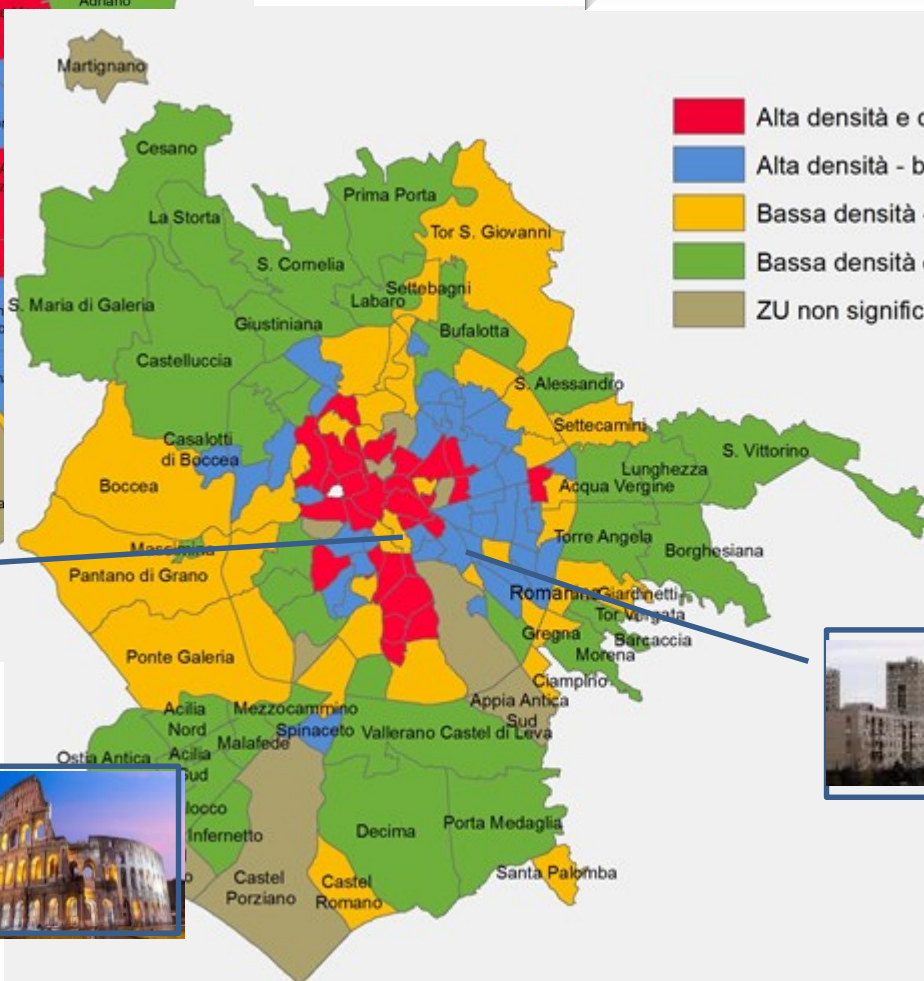 Adriano
Martignano
Cesano
La Storta
Prima Porta
Tor S. Giovanni
S. Cornelia
Settebagni
Labaro
S. Maria di Galeria
Giustiniana
Bufalotta
Castelluccia
S. Alessandro
Settecamini
Casalotti
di Boccea
Boccea
Lunghezza
S. Vittorino
Acqua Vergine
Torre Angela
Borghesiana
Massimina
Pantano di Grano
Romanina
Giardinetti
Tor Vergata
Barcaccia
Gregna
Morena
Ponte Galeria
Ciampino
Appia Antica
Sud
Acilia
Nord
Mezzocammino
Malafede
Spinaceto
Vallerano
Castel di Leva
Ostia Antica
Acilia
Sud
locco
Infernetto
Decima
Porta Medaglia
Castel
Porziano
Castel
Romano
Santa Palomba
Alta densità e
Alta densità - b
Bassa densità
Bassa densità
ZU non signific